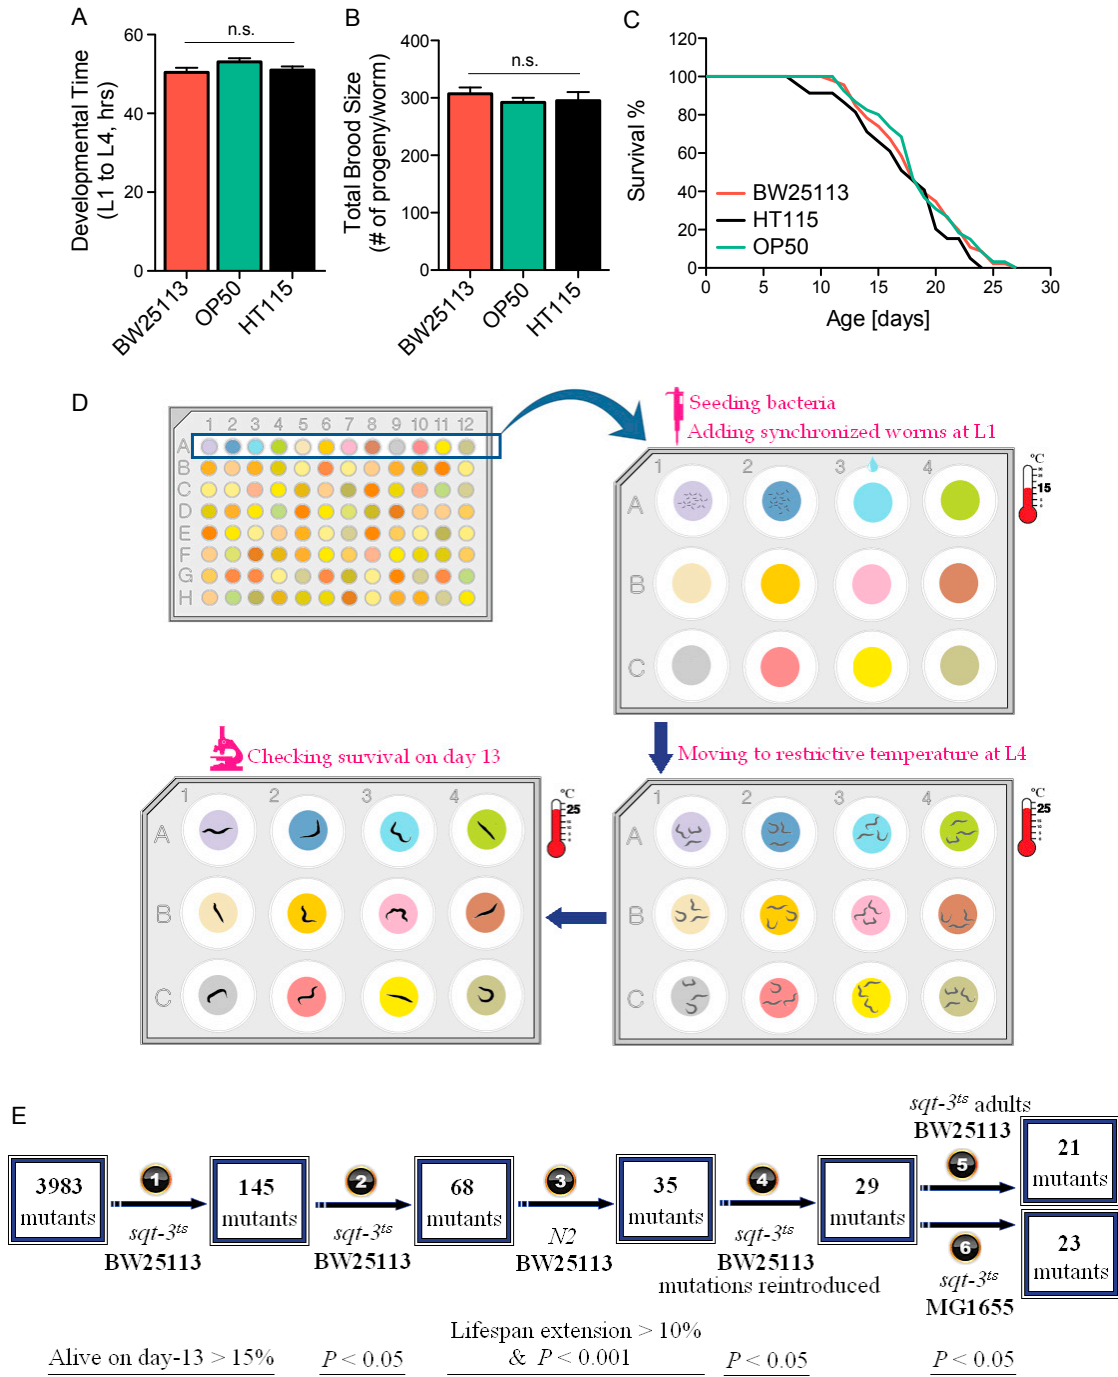 A
n.s.
Developmental Time
(L1 to L4, hrs)
60
40
20
0
BW25113
OP50
HT115
B
n.s.
Total Brood Size
(# of progeny/worm)
400
300
200
100
0
BW25113
OP50
HT115
C
Survival %
120
100
80
60
40
20
0
BW25113
HT115
OP50
0 5 10 15 20 25 30
Age [days]
D
1 2 3 4 5 6 7 8 9 10 11 12
A
B
C
D
E
F
G
H
Seeding bacteria
Adding synchronized worms at L1
1 2 3 4
A
B
C
°C
15
Moving to restrictive temperature at L4
1 2 3 4
A
B
C
°C
25
Checking survival on day 13
1 2 3 4
A
B
C
°C
25
E
3983
mutants
1
sqt-3ts
BW25113
145
mutants
2
sqt-3ts
BW25113
68
mutants
3
N2
BW25113
35
mutants
4
sqt-3ts
BW25113
mutations reintroduced
29
mutants
sqt-3ts adults
BW25113
5
21
mutants
6
sqt-3ts
MG1655
23
mutants
Alive on day-13 > 15%
P < 0.05
Lifespan extension > 10%
& P < 0.001
P < 0.05
P < 0.05